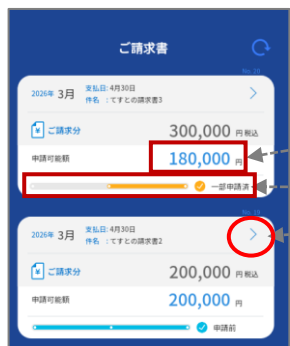 ご請求書
No. 20
2026年 3月
支払日: 4月30日
件名 : てすとの請求書3
ご請求分
300,000 円 税込
申請可能額
180,000 円
一部申請済
No. 19
2026年 3月
支払日: 4月30日
件名 : てすとの請求書2
ご請求分
200,000 円 税込
申請可能額
200,000 円
申請前